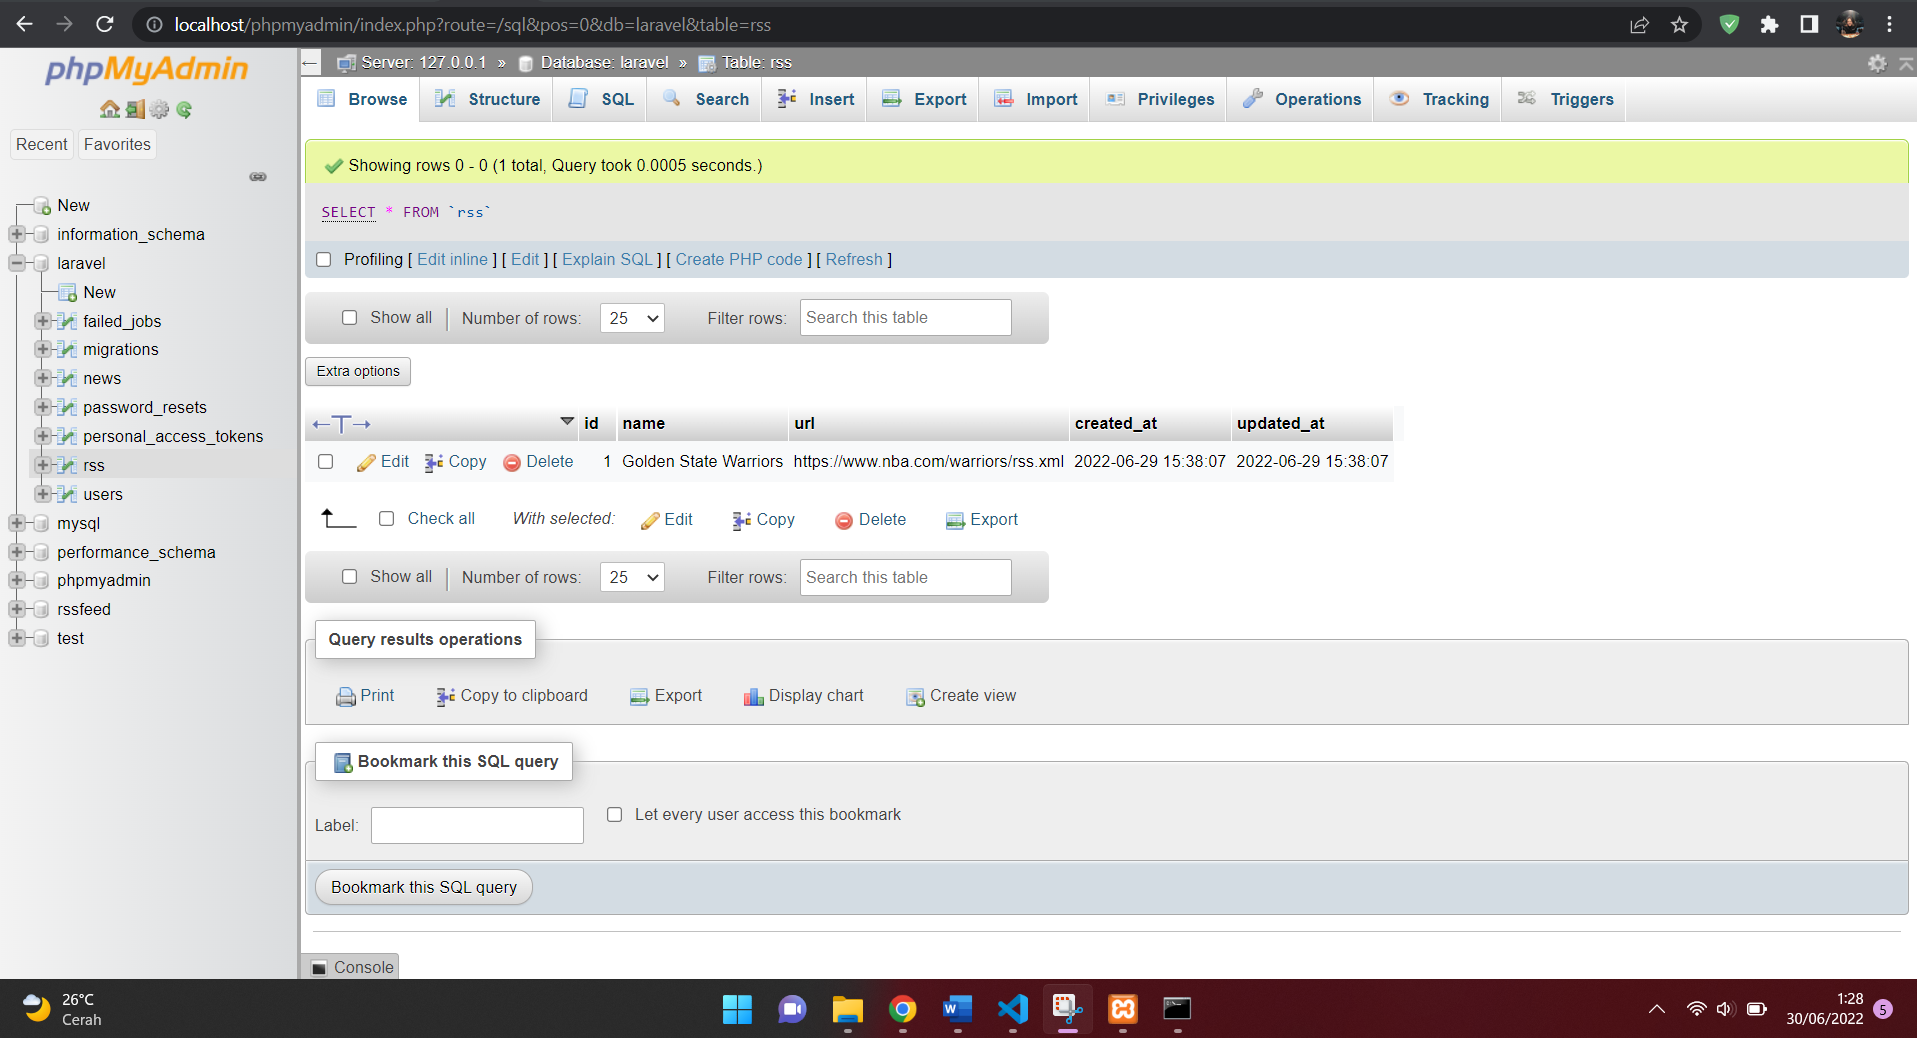 localhost/phpmyadmin/index.php?route=/sql&pos=0&db=laravel&table=rss
phpMyAdmin
Recent Favorites
New
information_schema
laravel
New
failed_jobs
migrations
news
password_resets
personal_access_tokens
rss
users
mysql
performance_schema
phpmyadmin
rssfeed
test
Server: 127.0.0.1 » Database: laravel » Table: rss
Browse Structure SQL Search Insert Export Import Privileges Operations Tracking Triggers
Showing rows 0 - 0 (1 total, Query took 0.0005 seconds.)
SELECT * FROM `rss`
Profiling [ Edit inline ] [ Edit ] [ Explain SQL ] [ Create PHP code ] [ Refresh ]
Show all Number of rows: 25 Filter rows: Search this table
Extra options
←T→ id name url created_at updated_at
Edit Copy Delete 1 Golden State Warriors https://www.nba.com/warriors/rss.xml 2022-06-29 15:38:07 2022-06-29 15:38:07
Check all With selected: Edit Copy Delete Export
Show all Number of rows: 25 Filter rows: Search this table
Query results operations
Print Copy to clipboard Export Display chart Create view
Bookmark this SQL query
Label: Let every user access this bookmark
Bookmark this SQL query
Console
26°C
Cerah
1:28
30/06/2022
5